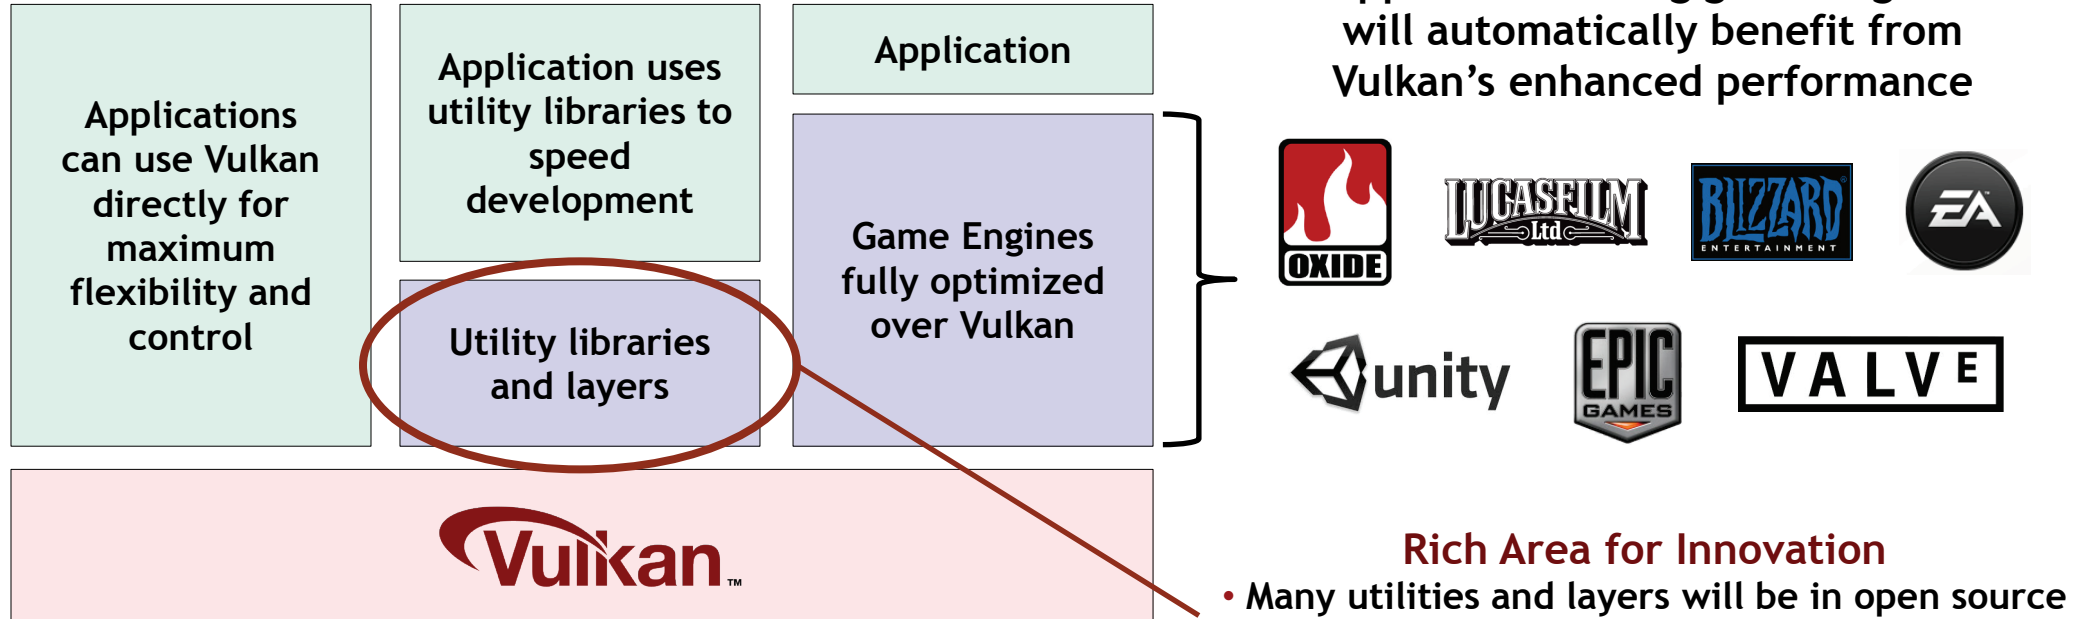 Applications
can use Vulkan
directly for
maximum
flexibility and
control
Application uses
utility libraries to
speed
development
Utility libraries
and layers
Application
Game Engines
fully optimized
over Vulkan
Vulkan™
will automatically benefit from
Vulkan’s enhanced performance
OXIDE
LUCASFILM
Ltd
BLIZZARD®
ENTERTAINMENT
EA™
unity
EPIC
GAMES
VALVE
Rich Area for Innovation
• Many utilities and layers will be in open source